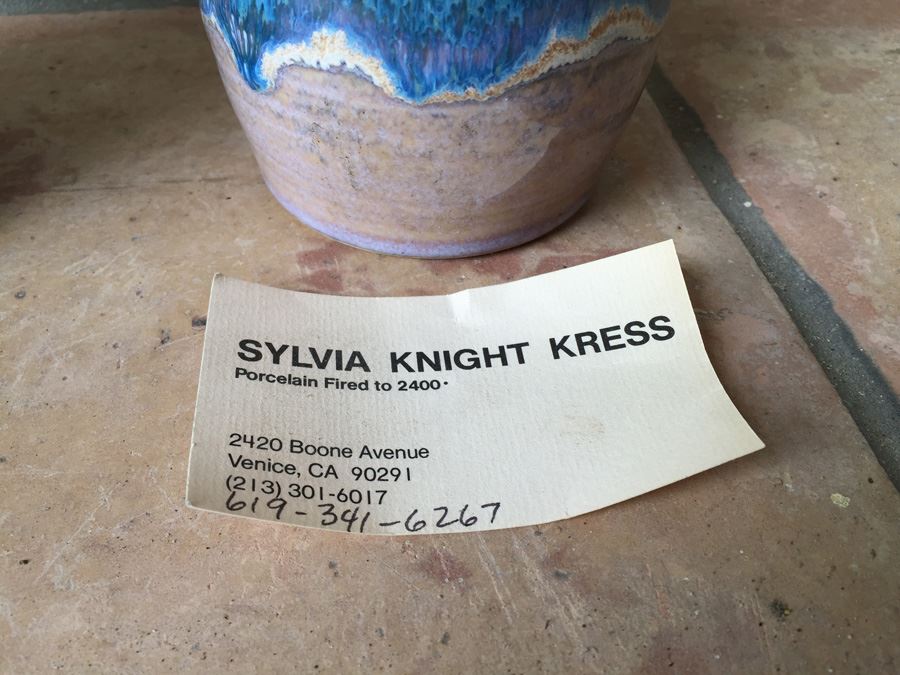 SYLVIA KNIGHT KRESS
Porcelain Fired to 2400°
2420 Boone Avenue
Venice, CA 90291
(213) 301-6017
619-341-6267